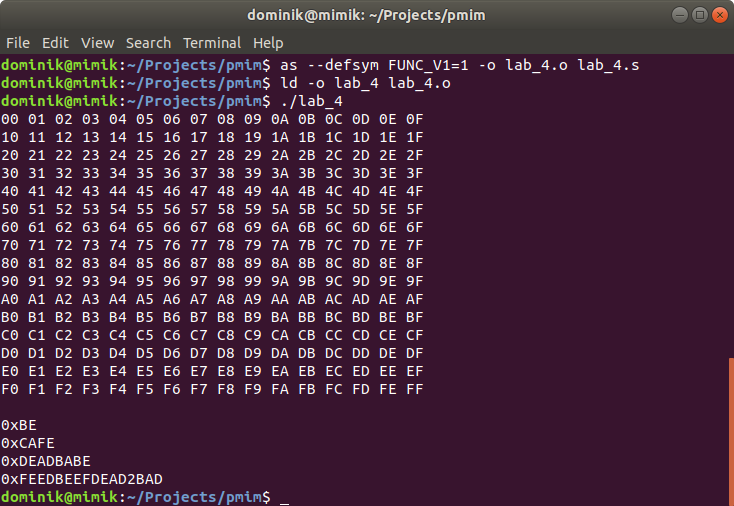 dominik@mimik: ~/Projects/pmim
File Edit View Search Terminal Help
dominik@mimik:~/Projects/pmim$ as --defsym FUNC_V1=1 -o lab_4.o lab_4.s
dominik@mimik:~/Projects/pmim$ ld -o lab_4 lab_4.o
dominik@mimik:~/Projects/pmim$ ./lab_4
00 01 02 03 04 05 06 07 08 09 0A 0B 0C 0D 0E 0F
10 11 12 13 14 15 16 17 18 19 1A 1B 1C 1D 1E 1F
20 21 22 23 24 25 26 27 28 29 2A 2B 2C 2D 2E 2F
30 31 32 33 34 35 36 37 38 39 3A 3B 3C 3D 3E 3F
40 41 42 43 44 45 46 47 48 49 4A 4B 4C 4D 4E 4F
50 51 52 53 54 55 56 57 58 59 5A 5B 5C 5D 5E 5F
60 61 62 63 64 65 66 67 68 69 6A 6B 6C 6D 6E 6F
70 71 72 73 74 75 76 77 78 79 7A 7B 7C 7D 7E 7F
80 81 82 83 84 85 86 87 88 89 8A 8B 8C 8D 8E 8F
90 91 92 93 94 95 96 97 98 99 9A 9B 9C 9D 9E 9F
A0 A1 A2 A3 A4 A5 A6 A7 A8 A9 AA AB AC AD AE AF
B0 B1 B2 B3 B4 B5 B6 B7 B8 B9 BA BB BC BD BE BF
C0 C1 C2 C3 C4 C5 C6 C7 C8 C9 CA CB CC CD CE CF
D0 D1 D2 D3 D4 D5 D6 D7 D8 D9 DA DB DC DD DE DF
E0 E1 E2 E3 E4 E5 E6 E7 E8 E9 EA EB EC ED EE EF
F0 F1 F2 F3 F4 F5 F6 F7 F8 F9 FA FB FC FD FE FF
0xBE
0xCAFE
0xDEADBABE
0xFEEDBEEFDEAD2BAD
dominik@mimik:~/Projects/pmim$ _